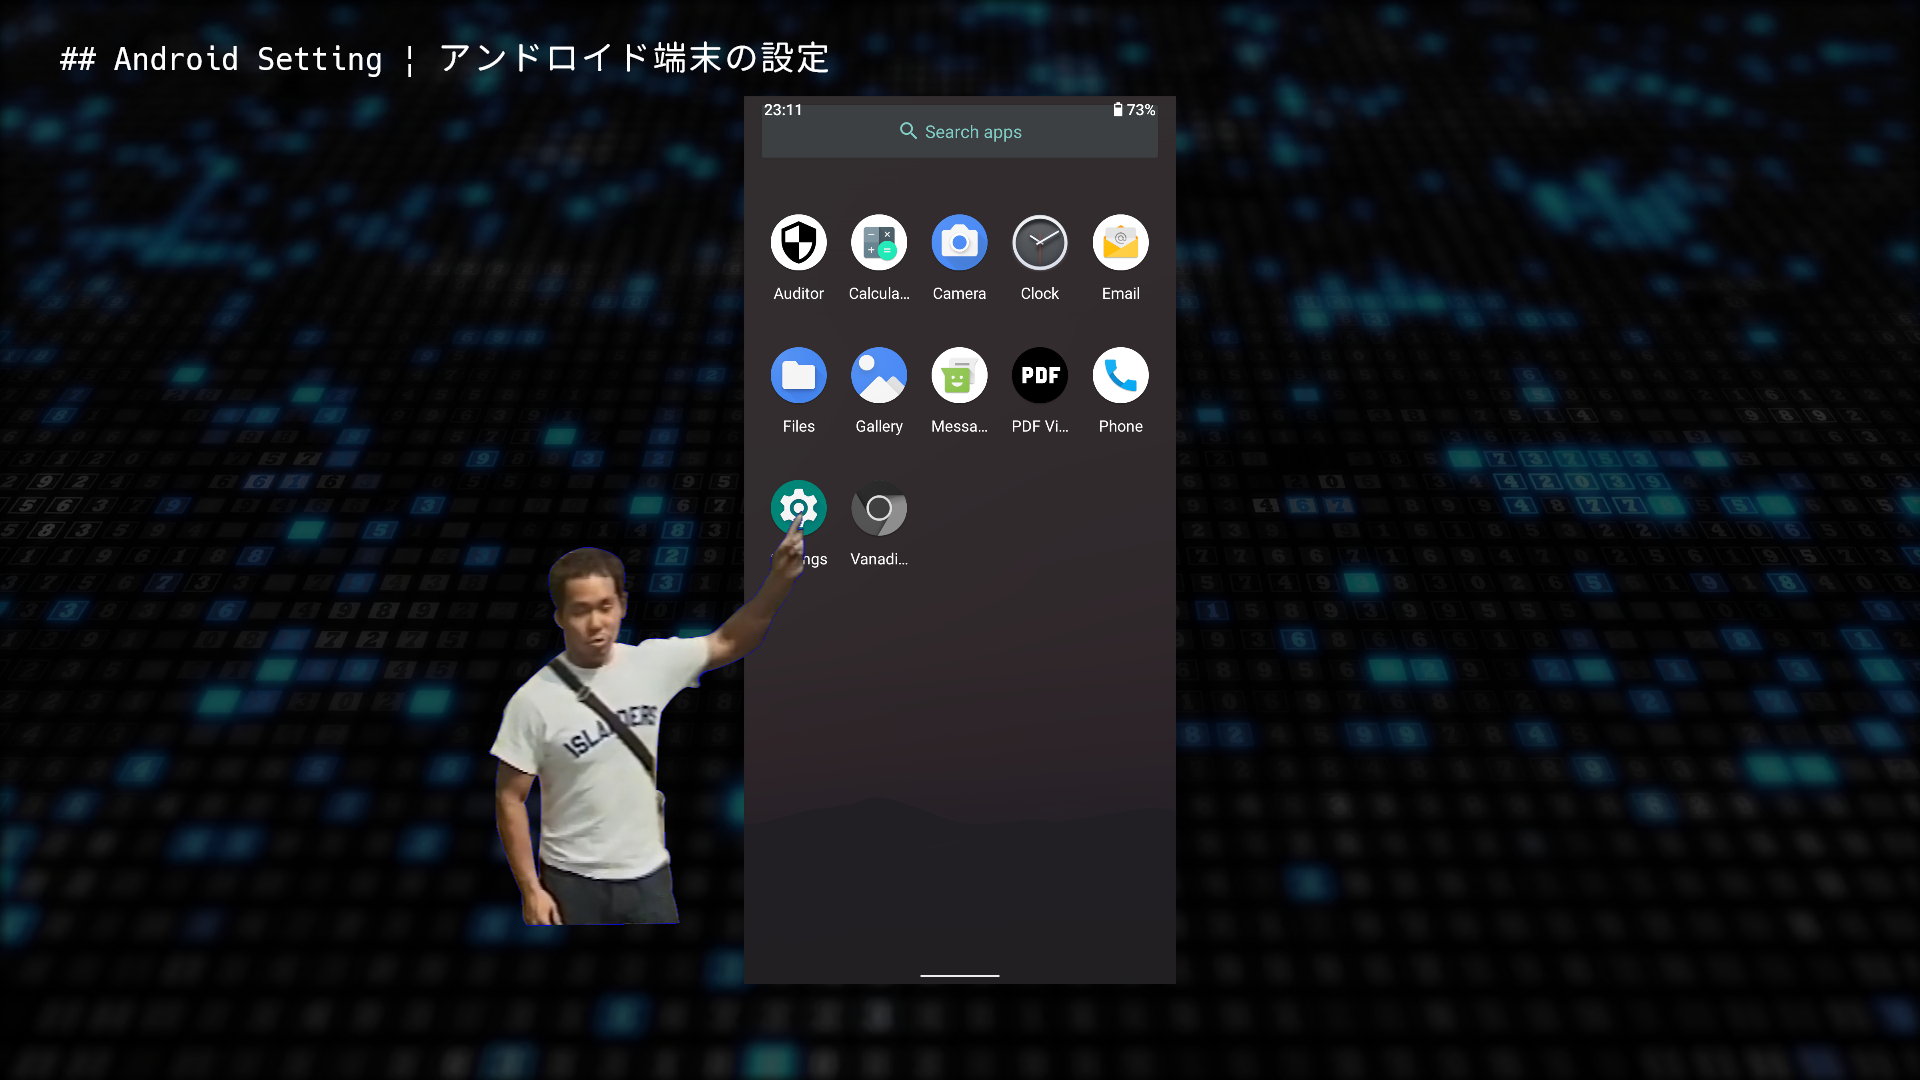 ## Android Setting ¦ アンドロイド端末の設定
23:11 73%
Search apps
Auditor Calcula... Camera Clock Email
PDF
Files Gallery Messa... PDF Vi... Phone
ngs Vanadi...
ISLANDERS